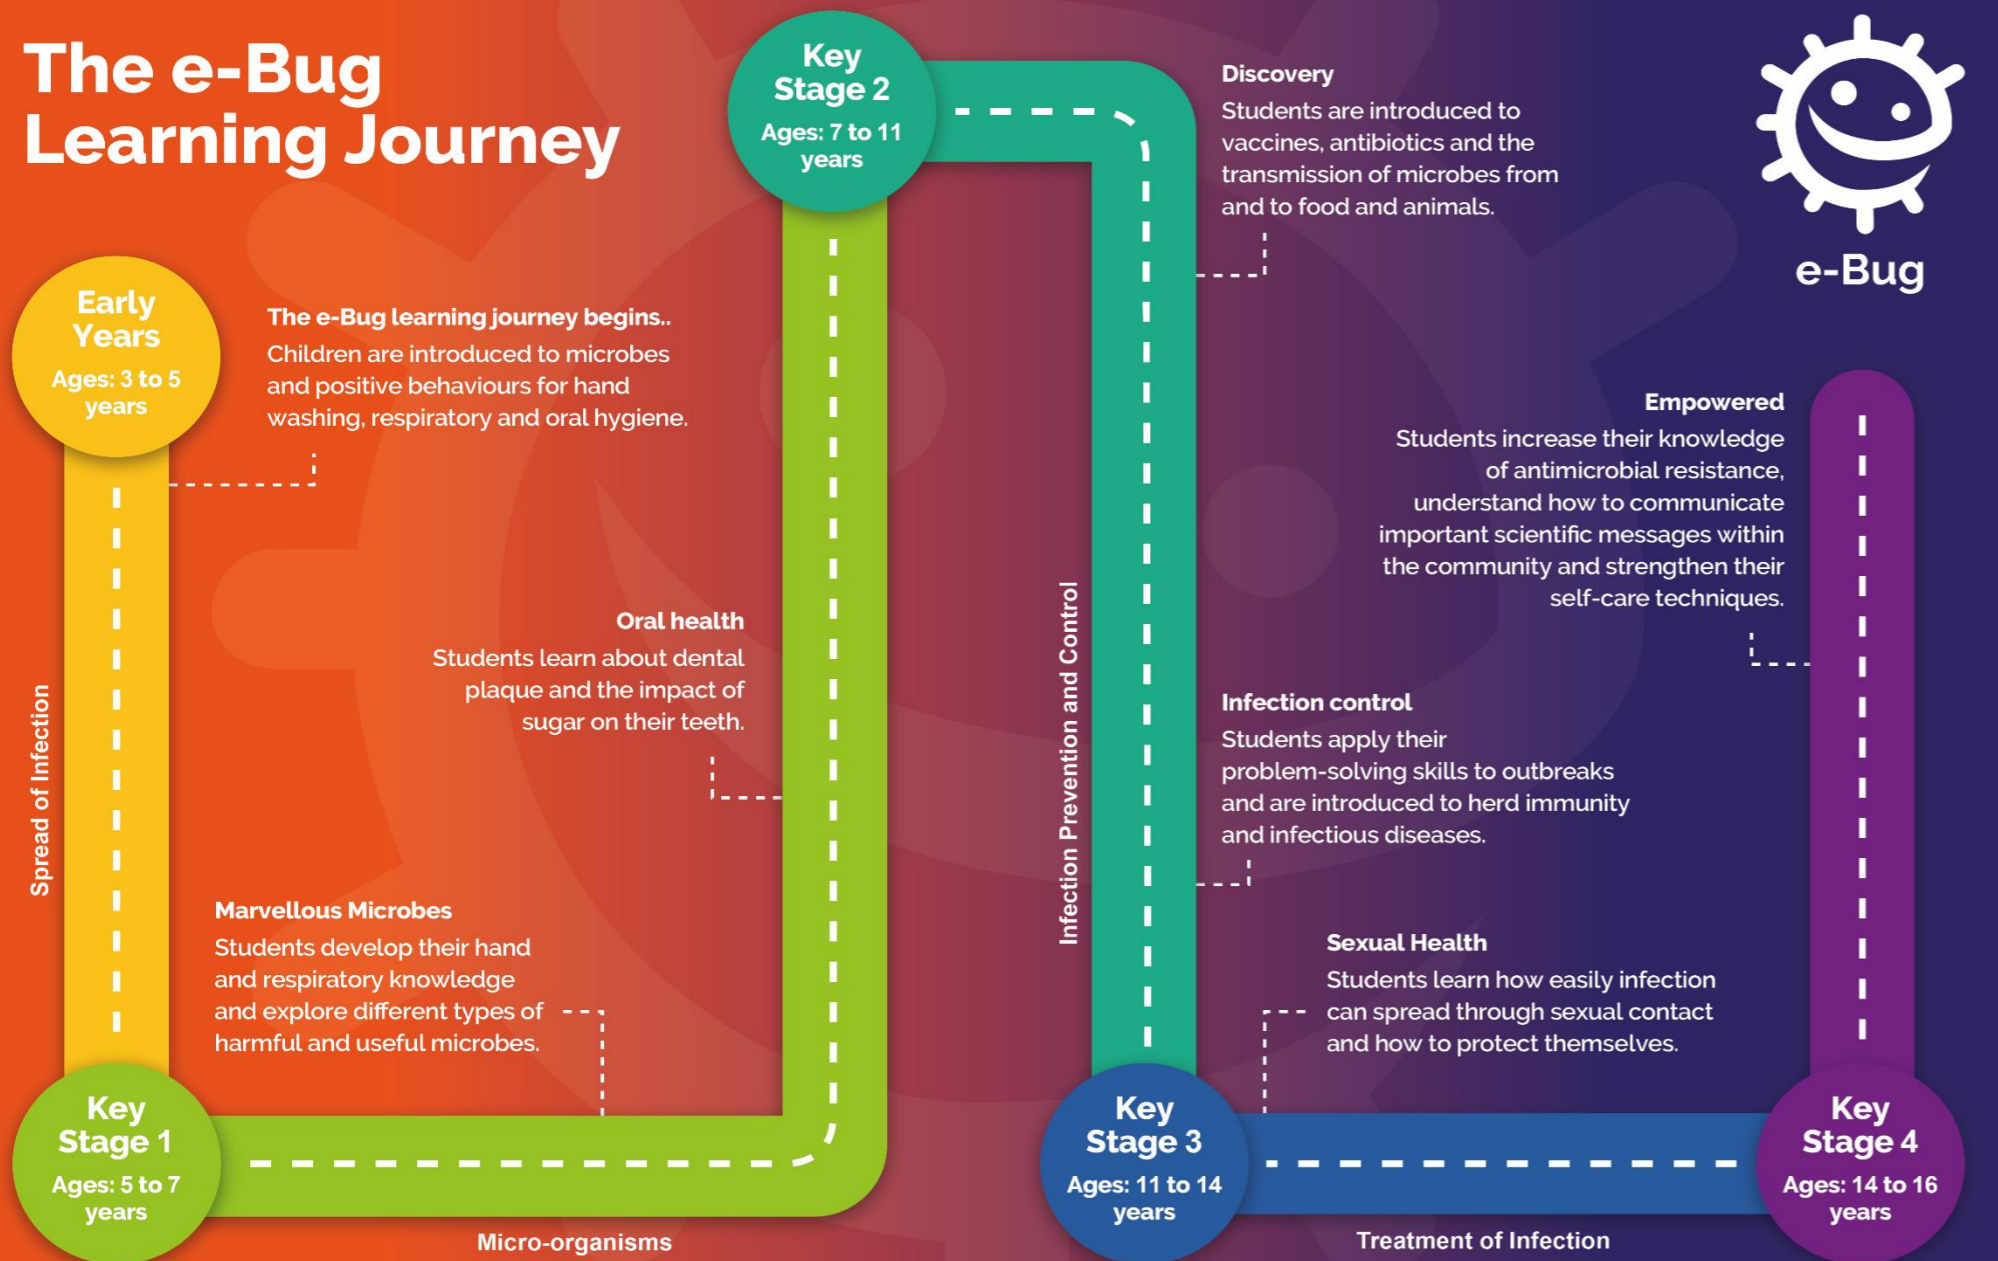 The e-Bug
Learning Journey
Early
Years
Ages: 3 to 5
years
The e-Bug learning journey begins..
Children are introduced to microbes
and positive behaviours for hand
washing, respiratory and oral hygiene.
Spread of Infection
Key
Stage 1
Ages: 5 to 7
years
Marvellous Microbes
Students develop their hand
and respiratory knowledge
and explore different types of
harmful and useful microbes.
Micro-organisms
Oral health
Students learn about dental
plaque and the impact of
sugar on their teeth.
Key
Stage 2
Ages: 7 to 11
years
Discovery
Students are introduced to
vaccines, antibiotics and the
transmission of microbes from
and to food and animals.
Infection Prevention and Control
Infection control
Students apply their
problem-solving skills to outbreaks
and are introduced to herd immunity
and infectious diseases.
Key
Stage 3
Ages: 11 to 14
years
Sexual Health
Students learn how easily infection
can spread through sexual contact
and how to protect themselves.
Treatment of Infection
Key
Stage 4
Ages: 14 to 16
years
Empowered
Students increase their knowledge
of antimicrobial resistance,
understand how to communicate
important scientific messages within
the community and strengthen their
self-care techniques.
e-Bug